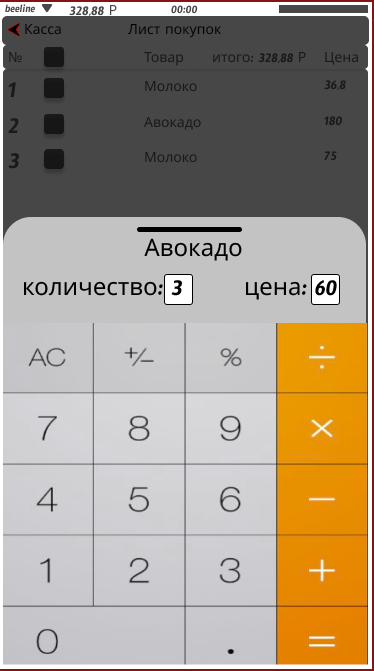 beeline 328,88 Р 00:00
Касса Лист покупок
№ Товар итого: 328,88 Р Цена
1 Молоко 36,8
2 Авокадо 180
3 Молоко 75
Авокадо
количество: 3 цена: 60
AC +/− % ÷
7 8 9 ×
4 5 6 −
1 2 3 +
0 . =